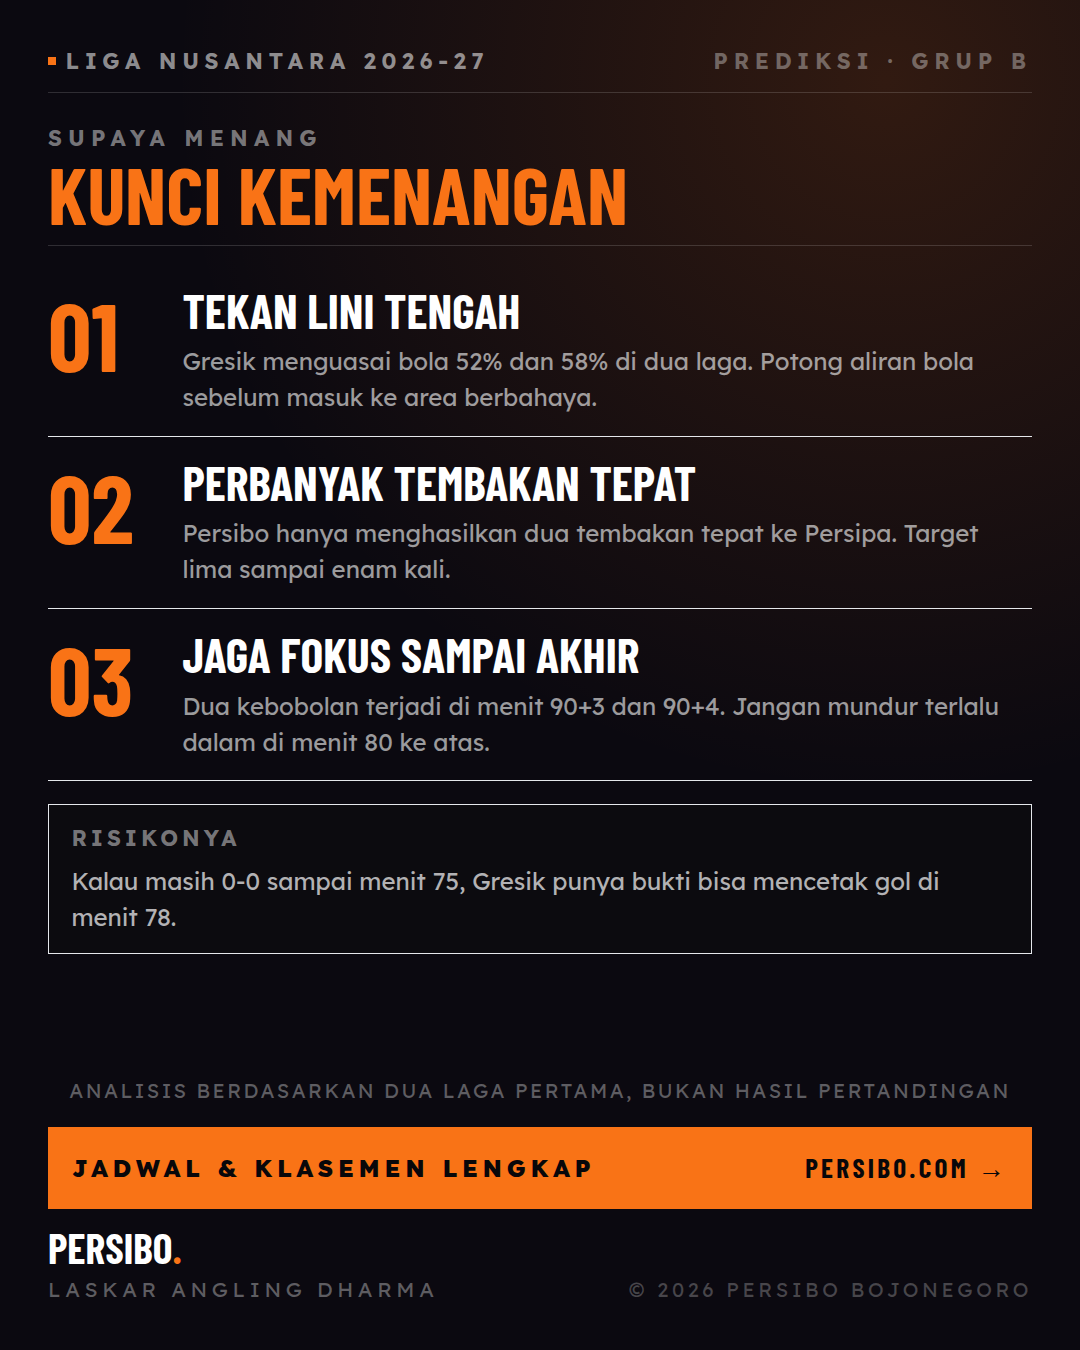 LIGA NUSANTARA 2026-27
PREDIKSI · GRUP B
SUPAYA MENANG
KUNCI KEMENANGAN
01
TEKAN LINI TENGAH
Gresik menguasai bola 52% dan 58% di dua laga. Potong aliran bola
sebelum masuk ke area berbahaya.
02
PERBANYAK TEMBAKAN TEPAT
Persibo hanya menghasilkan dua tembakan tepat ke Persipa. Target
lima sampai enam kali.
03
JAGA FOKUS SAMPAI AKHIR
Dua kebobolan terjadi di menit 90+3 dan 90+4. Jangan mundur terlalu
dalam di menit 80 ke atas.
RISIKONYA
Kalau masih 0-0 sampai menit 75, Gresik punya bukti bisa mencetak gol di
menit 78.
ANALISIS BERDASARKAN DUA LAGA PERTAMA, BUKAN HASIL PERTANDINGAN
JADWAL & KLASEMEN LENGKAP
PERSIBO.COM →
PERSIBO.
LASKAR ANGLING DHARMA
© 2026 PERSIBO BOJONEGORO